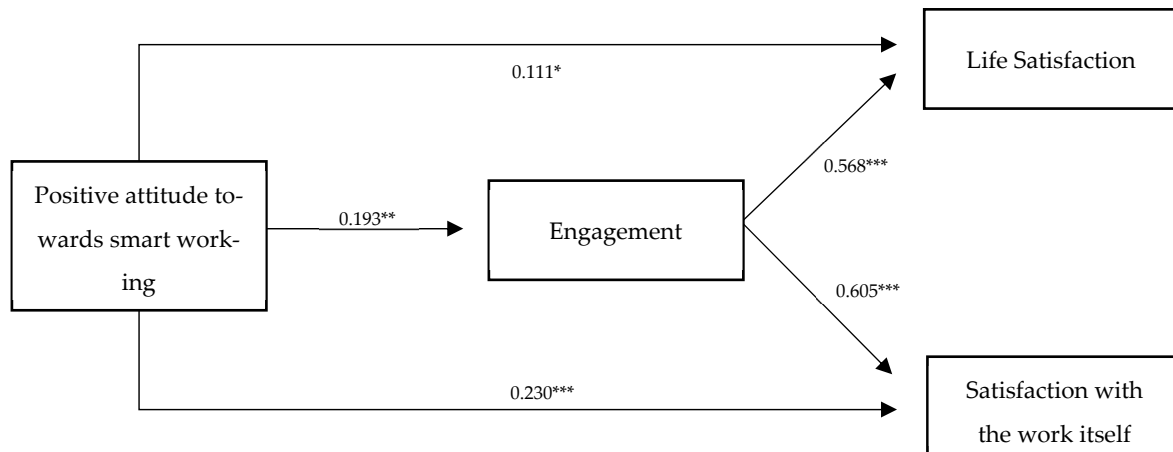 Life Satisfaction
0.111*
0.568***
Positive attitude to-
wards smart work-
ing
0.193**
Engagement
0.605***
0.230***
Satisfaction with
the work itself